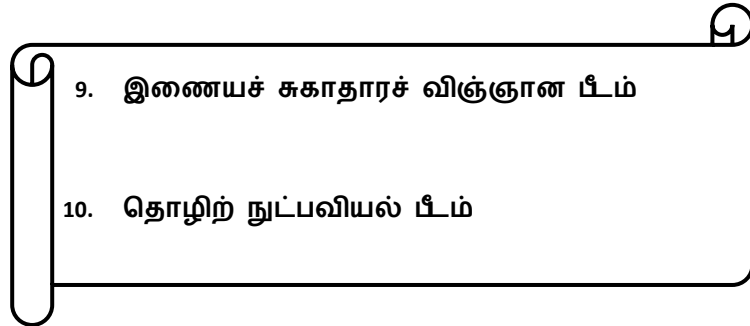 9. இணையச் சுகாதாரச் விஞ்ஞான பீடம்
10. தொழிற் நுட்பவியல் பீடம்